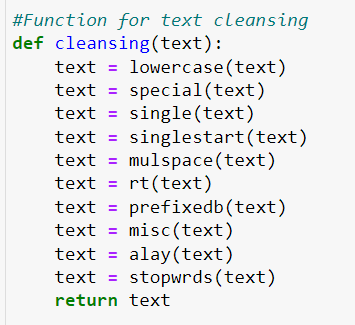 #Function for text cleansing
def cleansing(text):
    text = lowercase(text)
    text = special(text)
    text = single(text)
    text = singlestart(text)
    text = mulspace(text)
    text = rt(text)
    text = prefixedb(text)
    text = misc(text)
    text = alay(text)
    text = stopwrds(text)
    return text